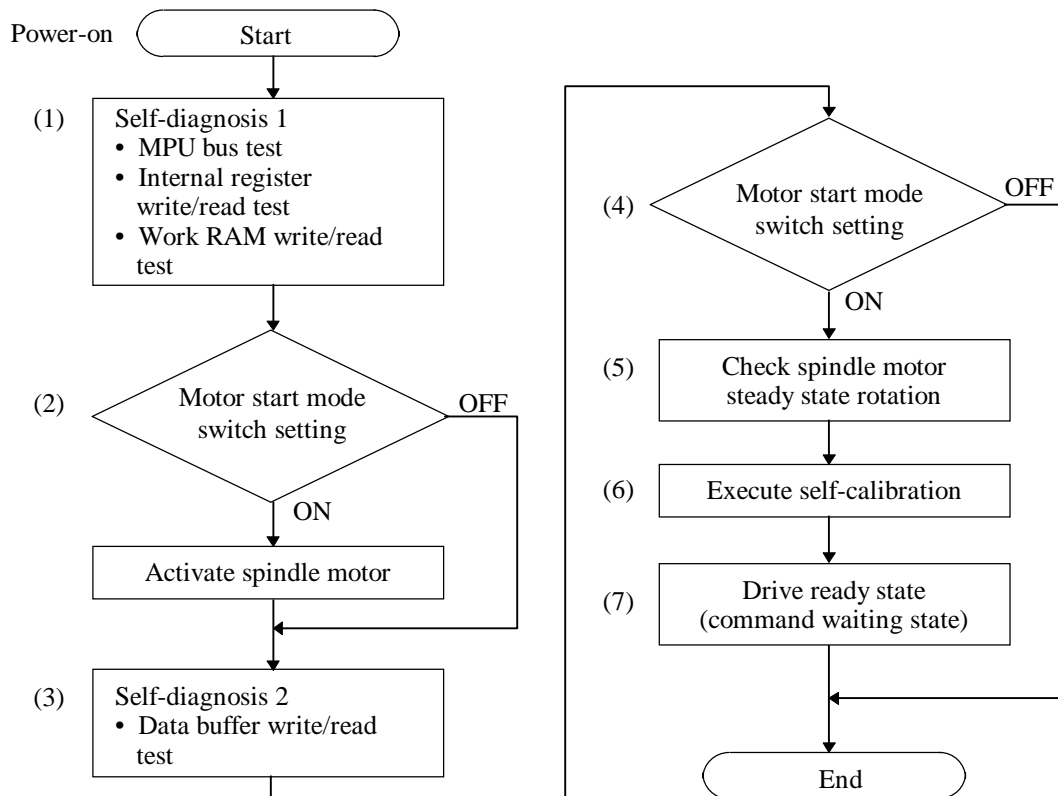 Power-on
Start
(1)
Self-diagnosis 1
• MPU bus test
• Internal register
write/read test
• Work RAM write/read
test
(2)
Motor start mode
switch setting
OFF
ON
Activate spindle motor
(3)
Self-diagnosis 2
• Data buffer write/read
test
(4)
Motor start mode
switch setting
OFF
ON
(5)
Check spindle motor
steady state rotation
(6)
Execute self-calibration
(7)
Drive ready state
(command waiting state)
End